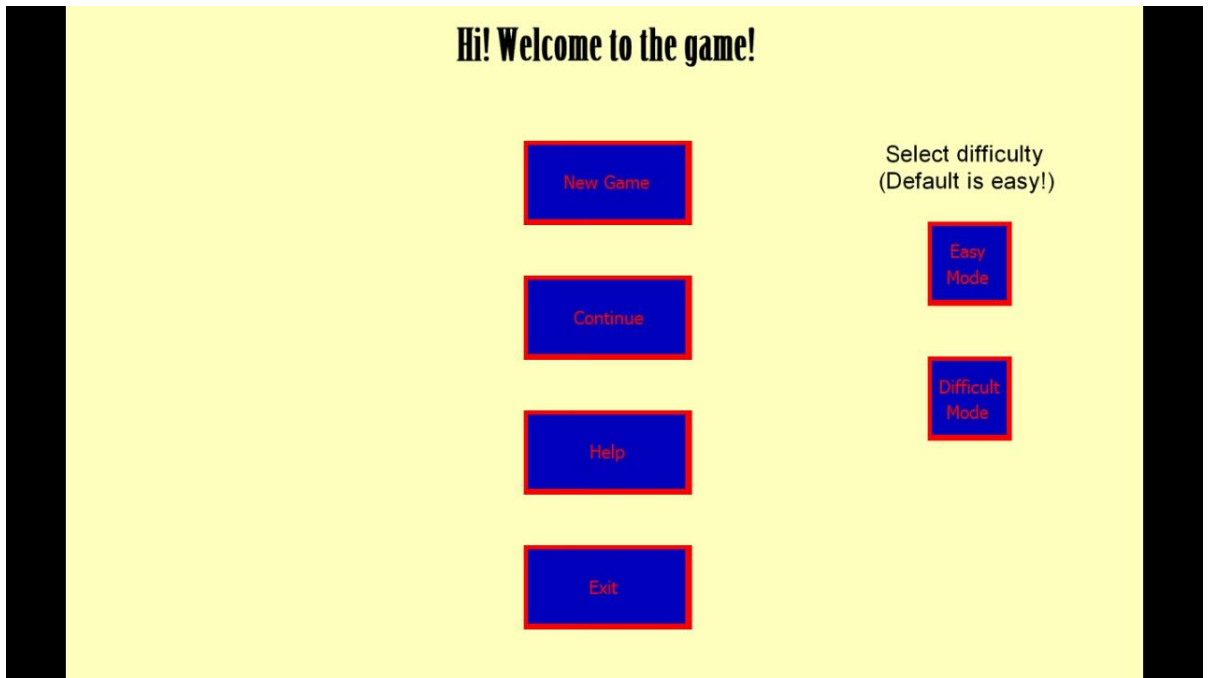 Hi! Welcome to the game!
New Game
Continue
Help
Exit
Select difficulty
(Default is easy!)
Easy
Mode
Difficult
Mode